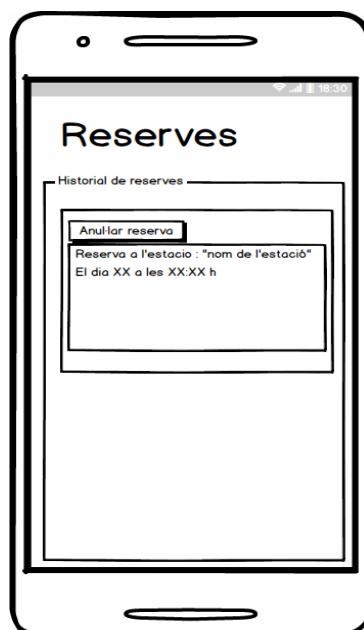 18:30
Reserves
Historial de reserves
Anul·lar reserva
Reserva a l'estacio : "nom de l'estació"
El dia XX a les XX:XX h